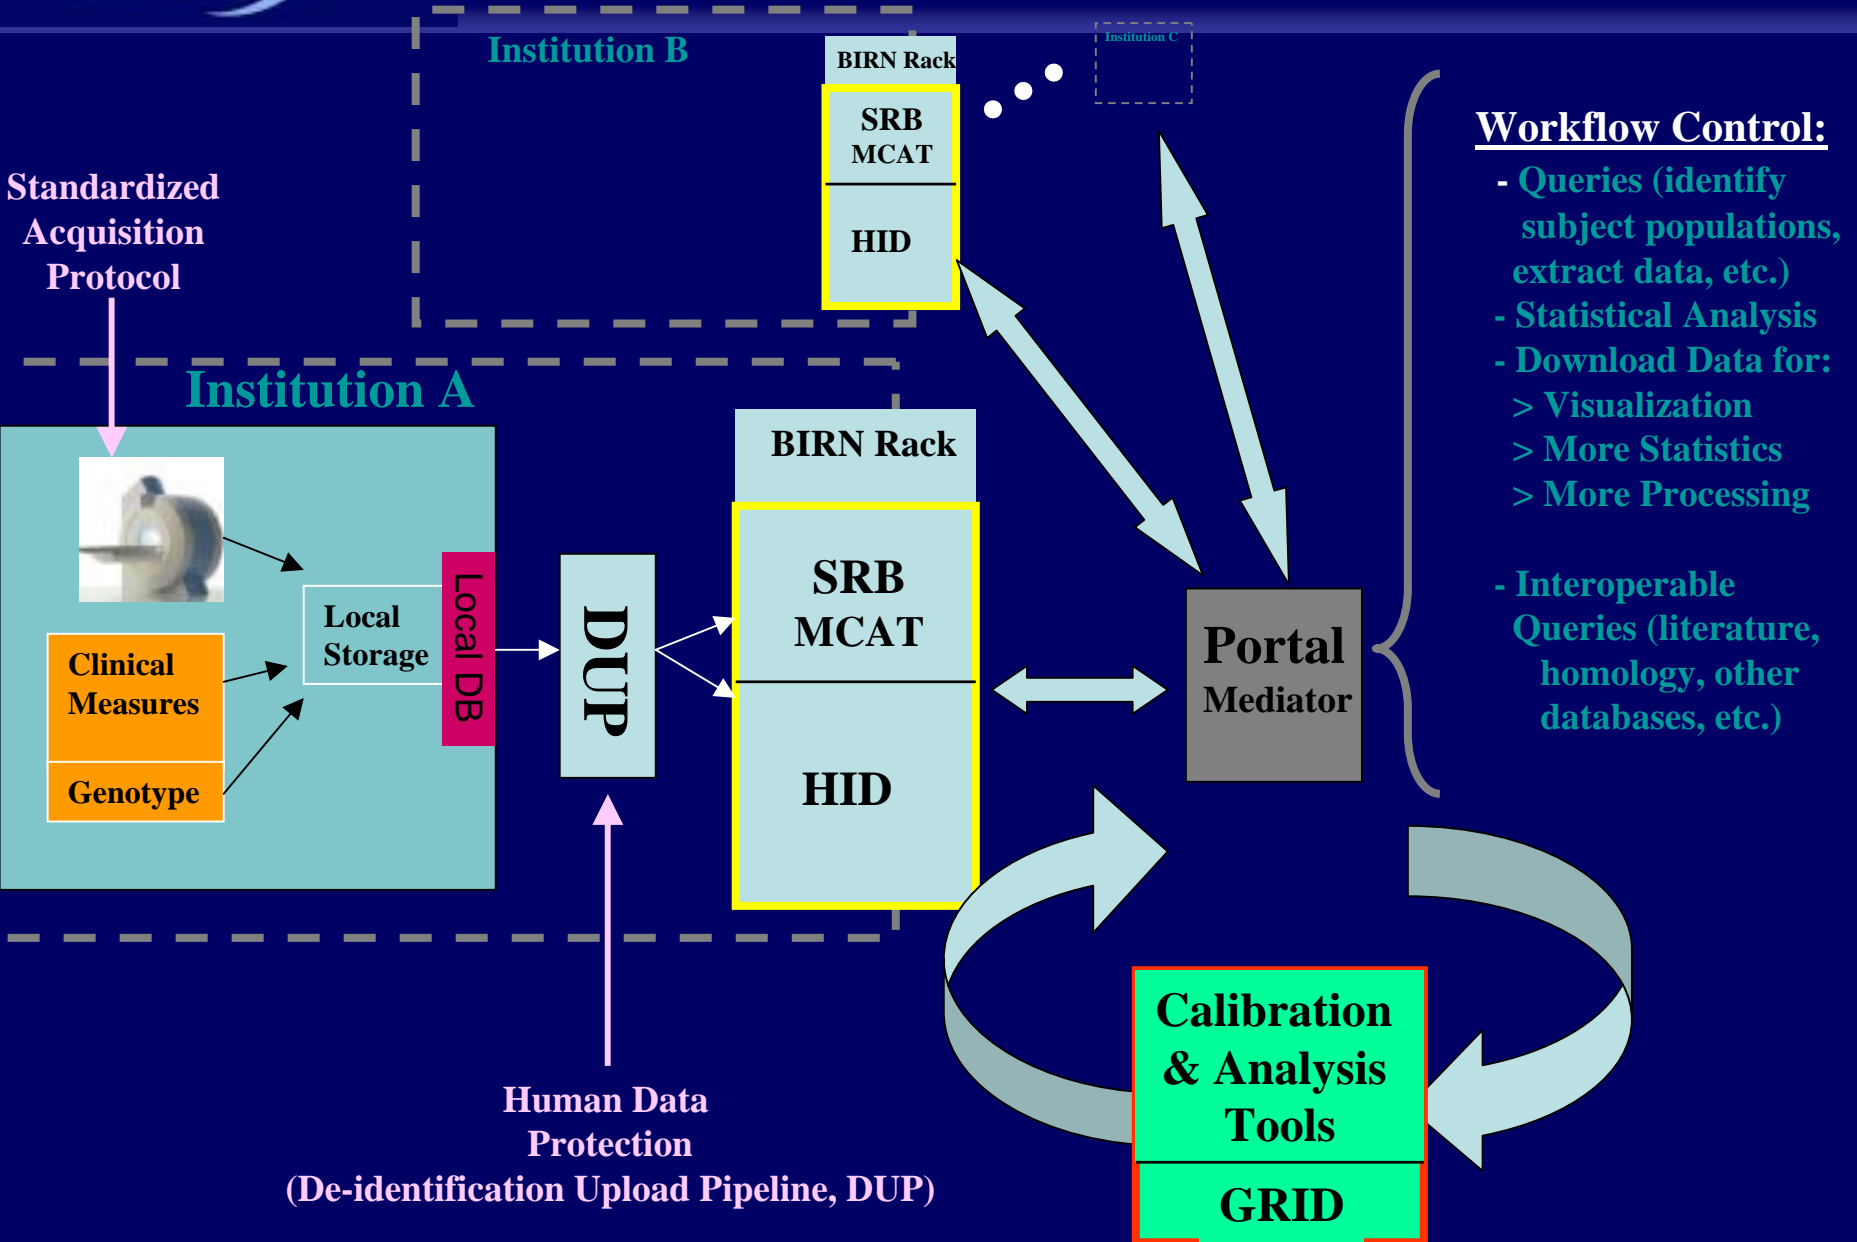 Institution B
BIRN Rack
SRB
MCAT
HID
Institution C
Workflow Control:
- Queries (identify
subject populations,
extract data, etc.)
- Statistical Analysis
- Download Data for:
> Visualization
> More Statistics
> More Processing
- Interoperable
Queries (literature,
homology, other
databases, etc.)
Standardized
Acquisition
Protocol
Institution A
Clinical
Measures
Genotype
Local
Storage
Local DB
DUP
BIRN Rack
SRB
MCAT
HID
Portal
Mediator
Human Data
Protection
(De-identification Upload Pipeline, DUP)
Calibration
& Analysis
Tools
GRID